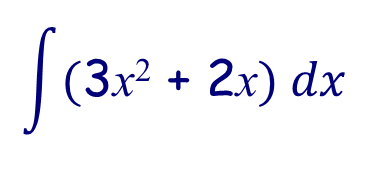 ∫(3x² + 2x) dx